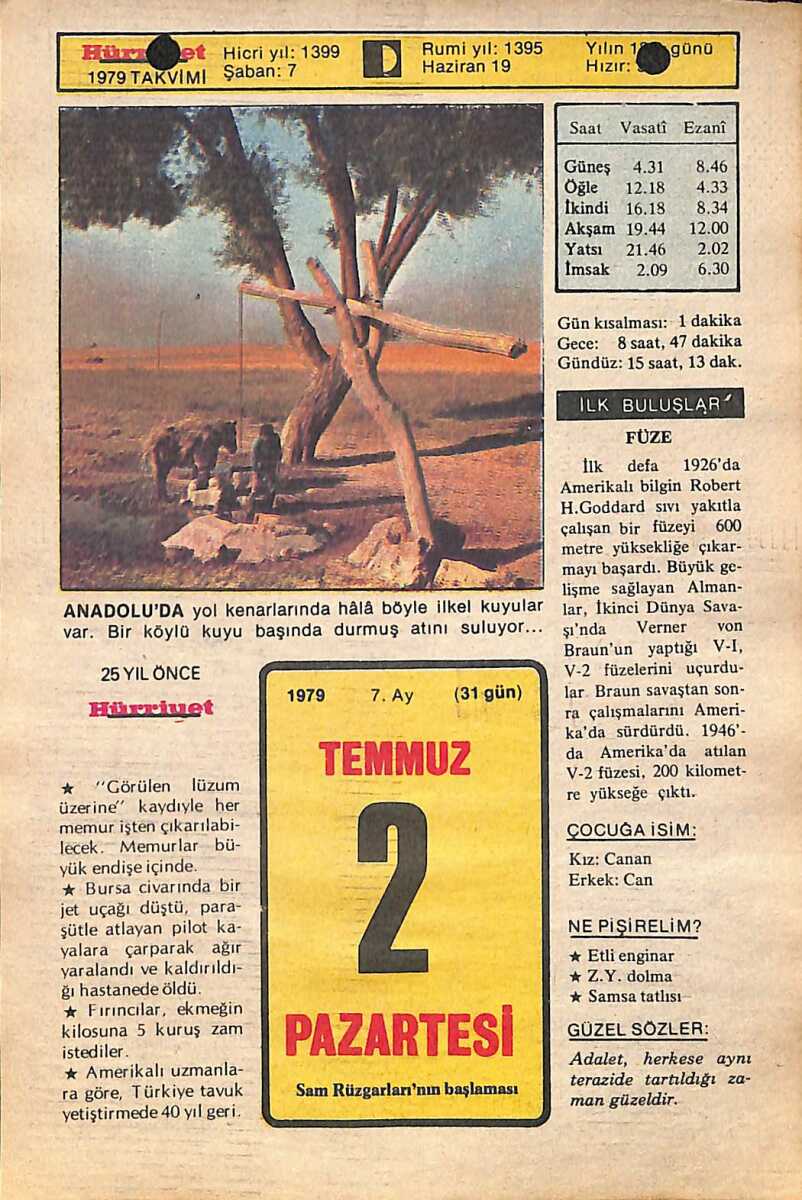 Hicri yıl: 1399
1979 TAKVİMİ Şaban: 7
Rumi yıl: 1395
Haziran 19
Yılın günü
Hızır:
Saat Vasatî Ezanî
Güneş 4.31 8.46
Öğle 12.18 4.33
İkindi 16.18 8.34
Akşam 19.44 12.00
Yatsı 21.46 2.02
İmsak 2.09 6.30
Gün kısalması: 1 dakika
Gece: 8 saat, 47 dakika
Gündüz: 15 saat, 13 dak.
ANADOLU'DA yol kenarlarında hâlâ böyle ilkel kuyular
var. Bir köylü kuyu başında durmuş atını suluyor...
İLK BULUŞLAR
FÜZE
İlk defa 1926'da
Amerikalı bilgin Robert
H.Goddard sıvı yakıtla
çalışan bir füzeyi 600
metre yüksekliğe çıkar-
mayı başardı. Büyük ge-
lişme sağlayan Alman-
lar, İkinci Dünya Sava-
şı'nda Verner von
Braun'un yaptığı V-I,
V-2 füzelerini uçurdu-
lar. Braun savaştan son-
ra çalışmalarını Ameri-
ka'da sürdürdü. 1946'-
da Amerika'da atılan
V-2 füzesi, 200 kilomet-
re yükseğe çıktı.
ÇOCUĞA İSİM:
Kız: Canan
Erkek: Can
NE PİŞİRELİM?
★ Etli enginar
★ Z.Y. dolma
★ Samsa tatlısı
GÜZEL SÖZLER:
Adalet, herkese aynı
terazide tartıldığı za-
man güzeldir.
25 YIL ÖNCE
Hürriyet
★ "Görülen lüzum
üzerine" kaydıyle her
memur işten çıkarılabi-
lecek. Memurlar bü-
yük endişe içinde.
★ Bursa civarında bir
jet uçağı düştü, para-
şütle atlayan pilot ka-
yalara çarparak ağır
yaralandı ve kaldırıldı-
ğı hastanede öldü.
★ Fırıncılar, ekmeğin
kilosuna 5 kuruş zam
istediler.
★ Amerikalı uzmanla-
ra göre, Türkiye tavuk
yetiştirmede 40 yıl geri.
1979 7. Ay (31 gün)
TEMMUZ
2
PAZARTESİ
Sam Rüzgarları'nın başlaması